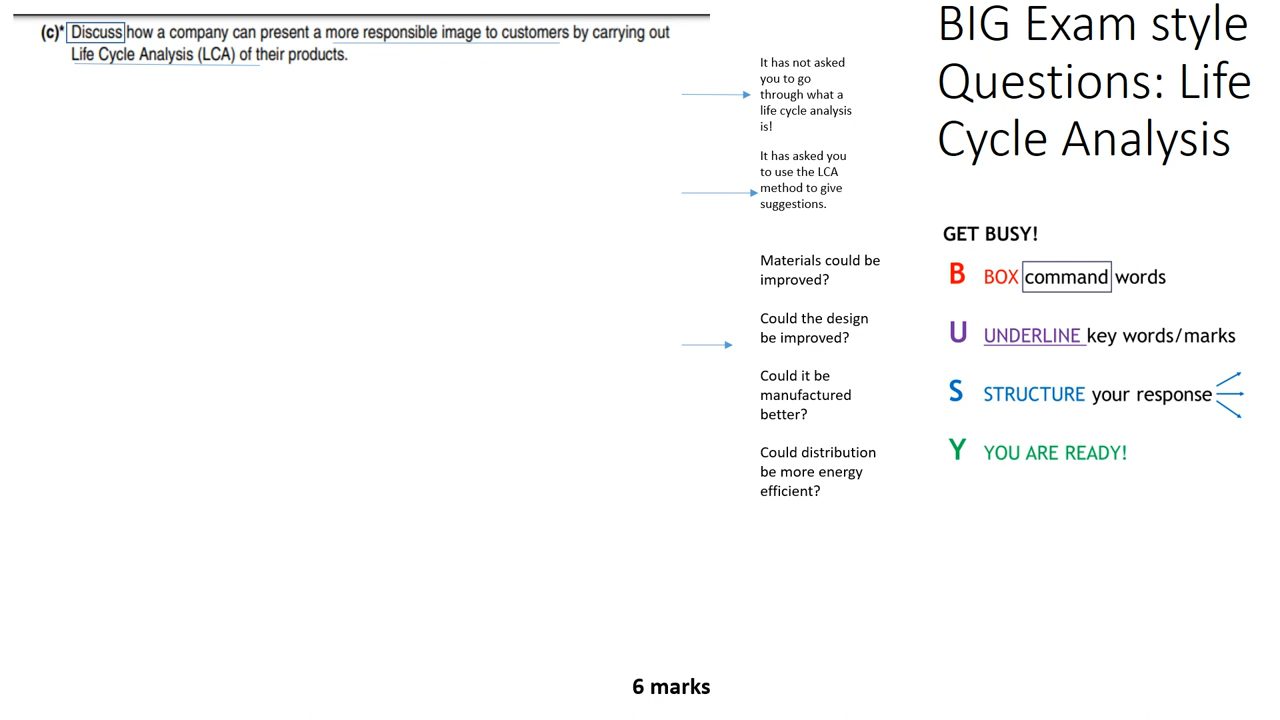 (c)* Discuss how a company can present a more responsible image to customers by carrying out
Life Cycle Analysis (LCA) of their products.
It has not asked
you to go
through what a
life cycle analysis
is!
It has asked you
to use the LCA
method to give
suggestions.
Materials could be
improved?
Could the design
be improved?
Could it be
manufactured
better?
Could distribution
be more energy
efficient?
6 marks
BIG Exam style
Questions: Life
Cycle Analysis
GET BUSY!
B BOX command words
U UNDERLINE key words/marks
S STRUCTURE your response
Y YOU ARE READY!